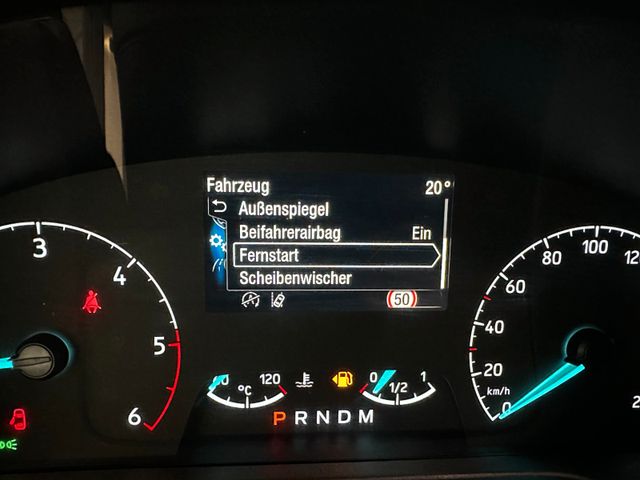 Fahrzeug 20°
Außenspiegel
Beifahrerairbag Ein
Fernstart
Scheibenwischer
50
3
4
5
6
60 120
°C
0 1/2 1
P R N D M
0 20 40 60 80 100
km/h